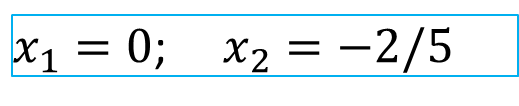 x₁ = 0; x₂ = −2/5